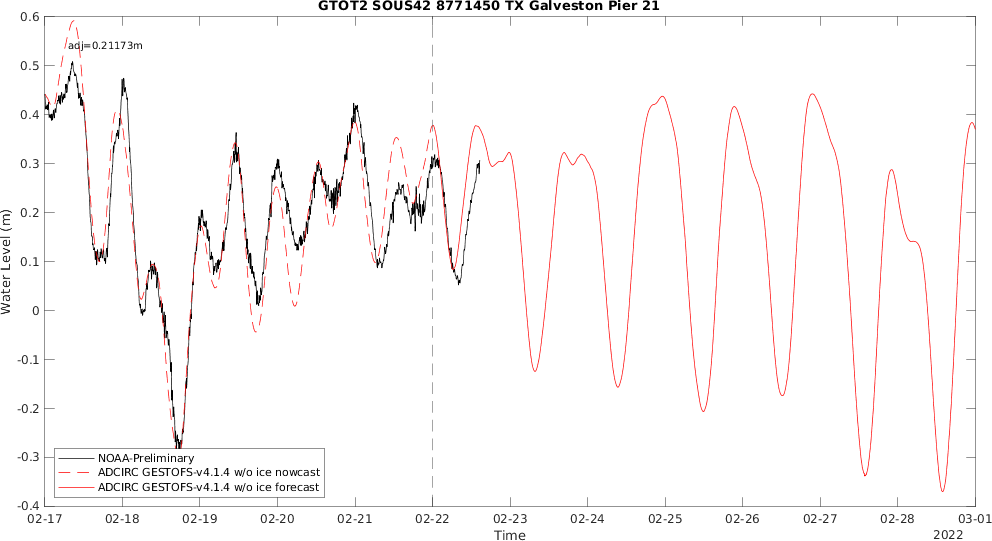 GTOT2 SOUS42 8771450 TX Galveston Pier 21
adj=0.21173m
0.6
0.5
0.4
0.3
0.2
0.1
0
-0.1
-0.2
-0.3
-0.4
Water Level (m)
NOAA-Preliminary
ADCIRC GESTOFS-v4.1.4 w/o ice nowcast
ADCIRC GESTOFS-v4.1.4 w/o ice forecast
02-17 02-18 02-19 02-20 02-21 02-22 02-23 02-24 02-25 02-26 02-27 02-28 03-01
Time
2022